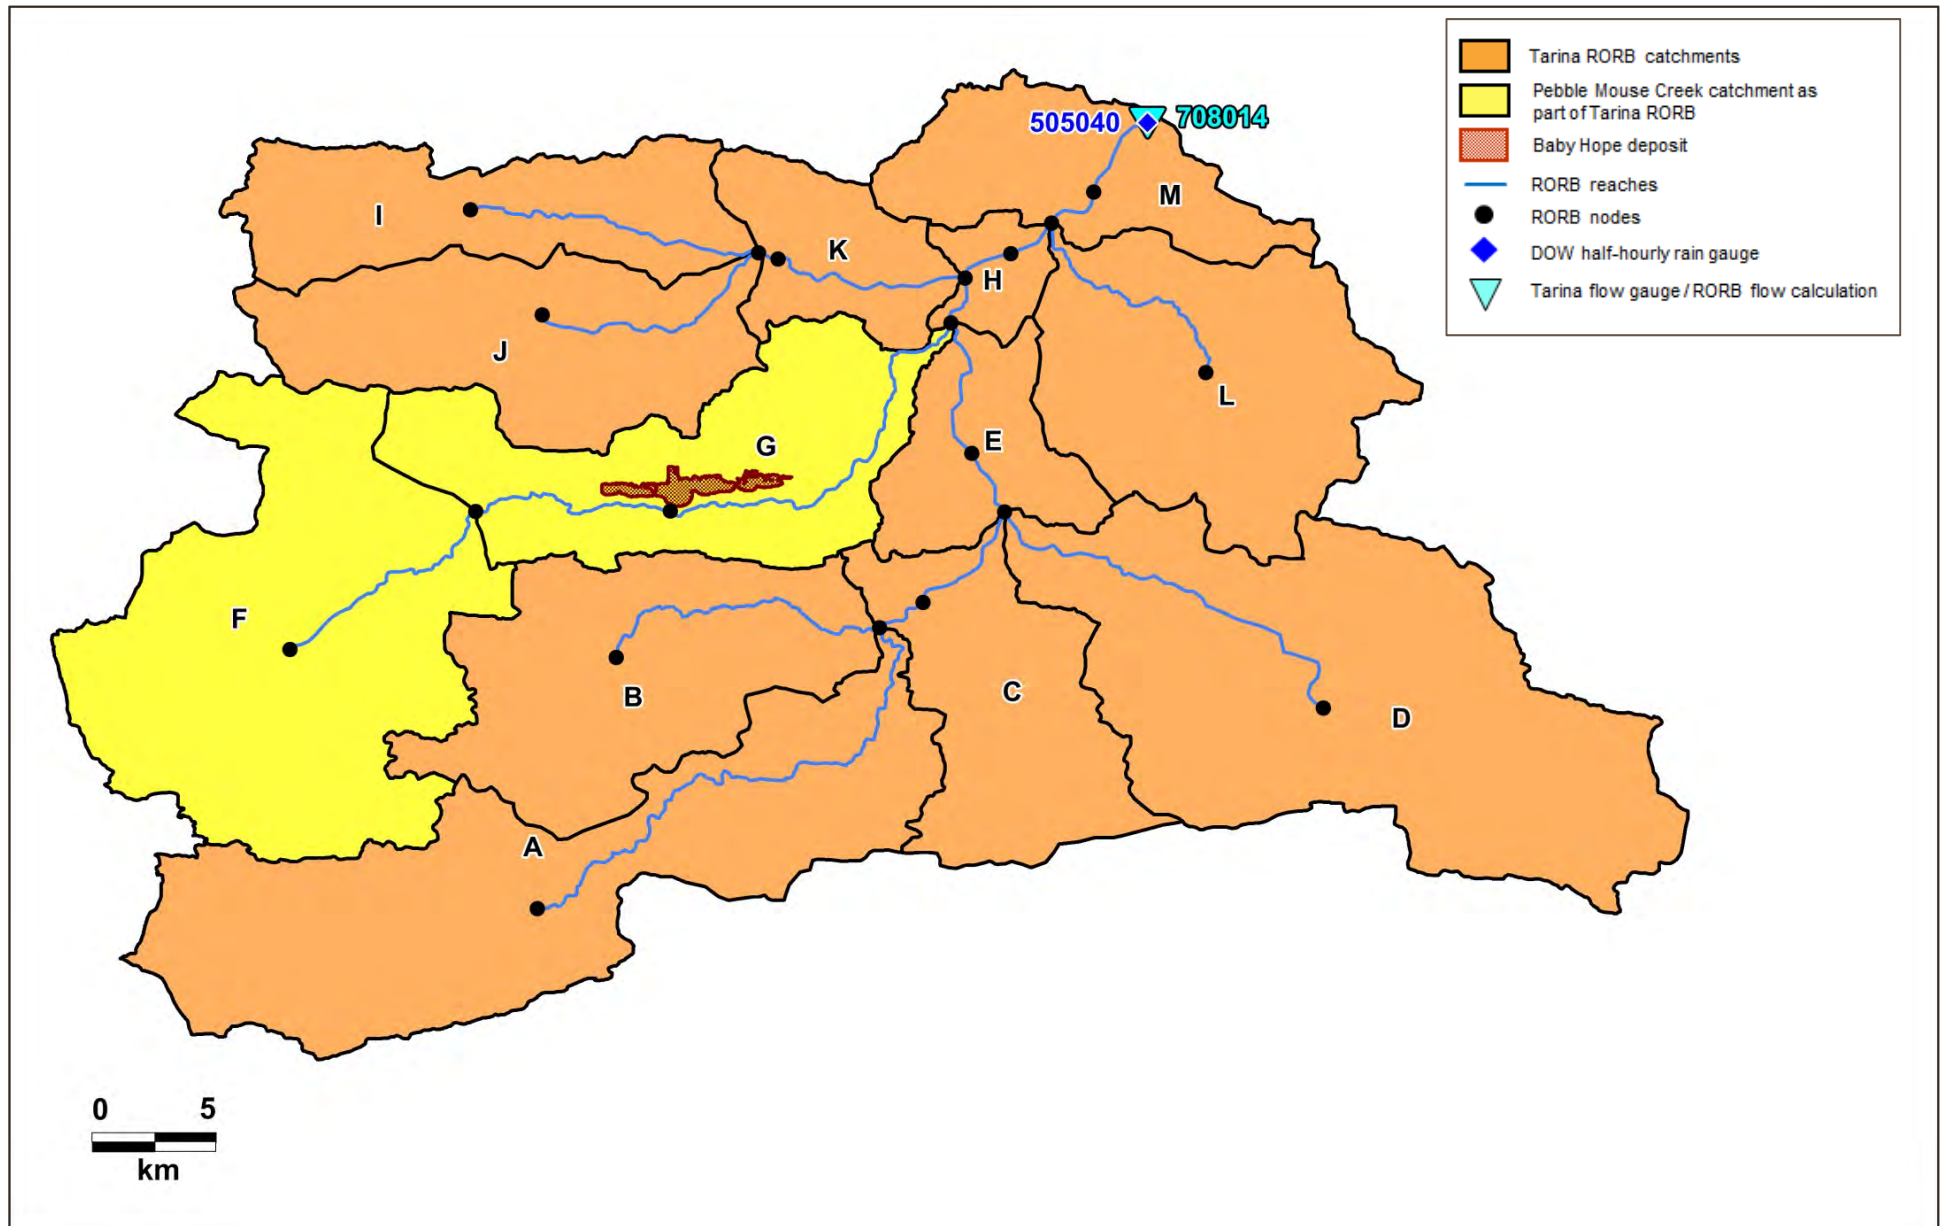 Tarina RORB catchments
Pebble Mouse Creek catchment as
part of Tarina RORB
Baby Hope deposit
RORB reaches
RORB nodes
DOW half-hourly rain gauge
Tarina flow gauge / RORB flow calculation
505040
708014
M
I
K
H
J
L
G
E
F
B
C
D
A
0 5
km